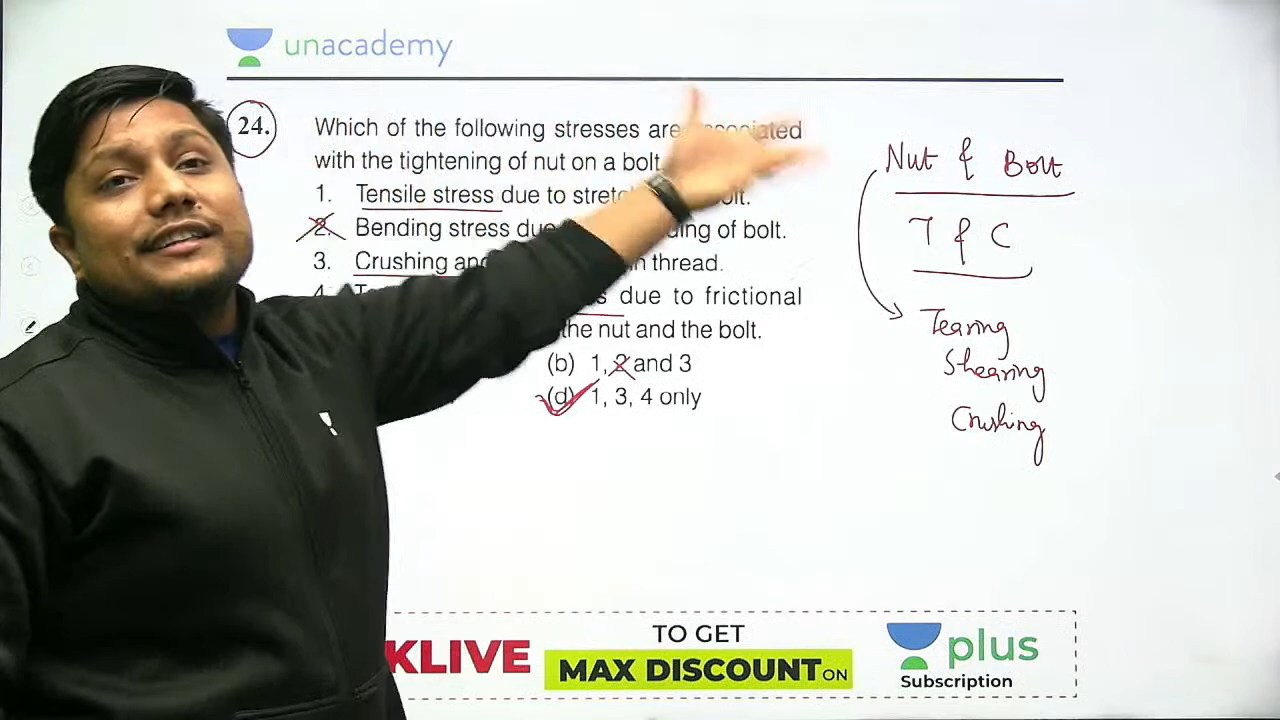 unacademy
24.
Which of the following stresses are associated
with the tightening of nut on a bolt
1. Tensile stress due to bolt.
2. Bending stress due of bolt.
3. Crushing thread.
4. due to frictional
the nut and the bolt.
(b) 1, 2 and 3
(d) 1, 3, 4 only
Nut & Bolt
T & C
Tearing
Shearing
Crushing
KLIVE
TO GET
MAX DISCOUNT ON
plus
Subscription